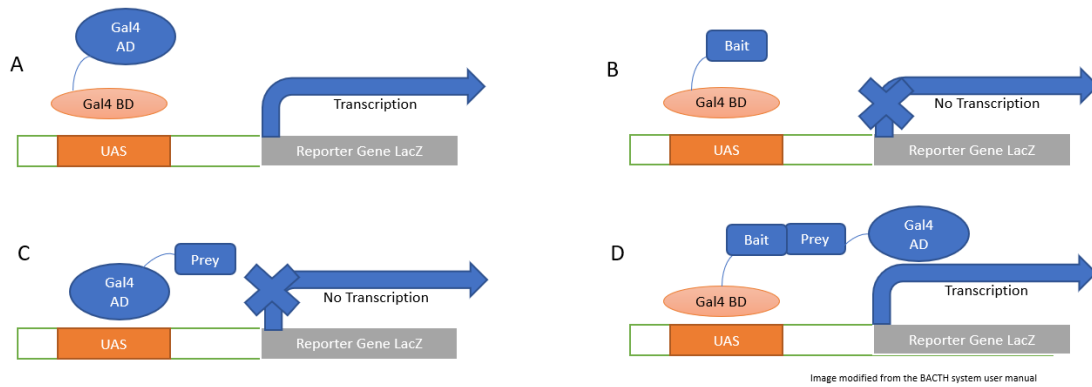 A
Gal4
AD
Gal4 BD
Transcription
UAS
Reporter Gene LacZ
B
Bait
Gal4 BD
No Transcription
UAS
Reporter Gene LacZ
C
Prey
Gal4
AD
No Transcription
UAS
Reporter Gene LacZ
D
Bait
Prey
Gal4
AD
Gal4 BD
Transcription
UAS
Reporter Gene LacZ
Image modified from the BACTH system user manual